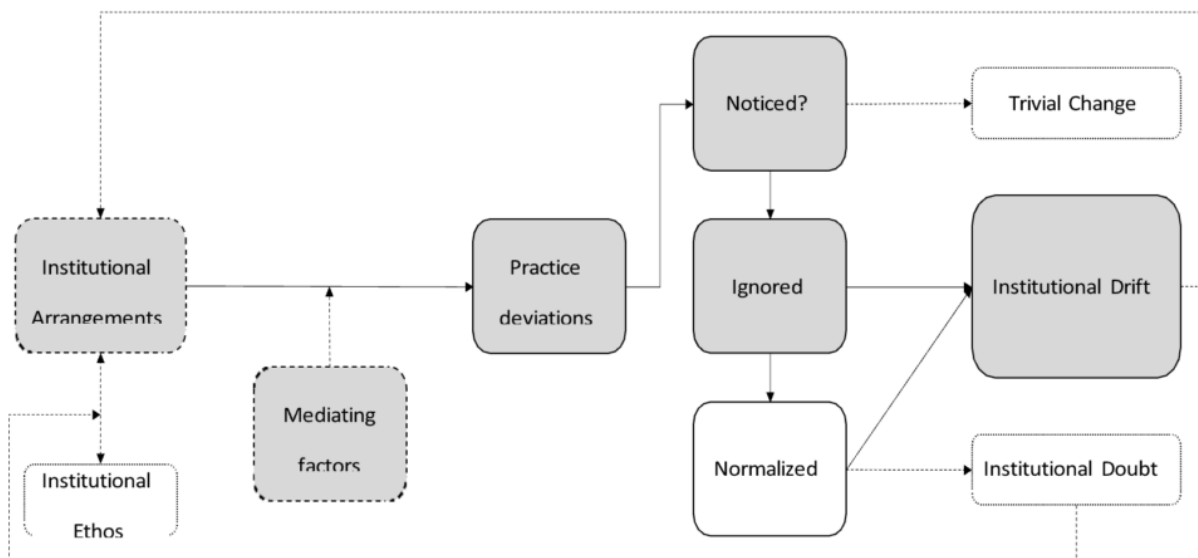 Noticed?
Trivial Change
Institutional
Arrangements
Practice
deviations
Ignored
Institutional Drift
Mediating
factors
Normalized
Institutional Doubt
Institutional
Ethos